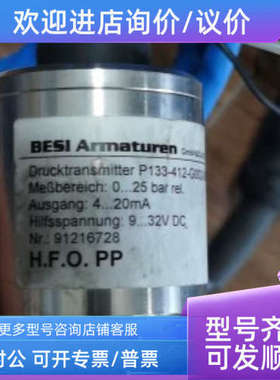 欢迎进店询价/议价
BESI Armaturen
Drucktransmitter P133-412-
Meßbereich: 0...25 bar rel.
Ausgang: 4...20mA
Hilfsspannung: 9...32V DC
Nr.: 91216728
H.F.O. PP
更多型号咨询店铺客服
对公 可开专票/普票
型号齐
可发顺